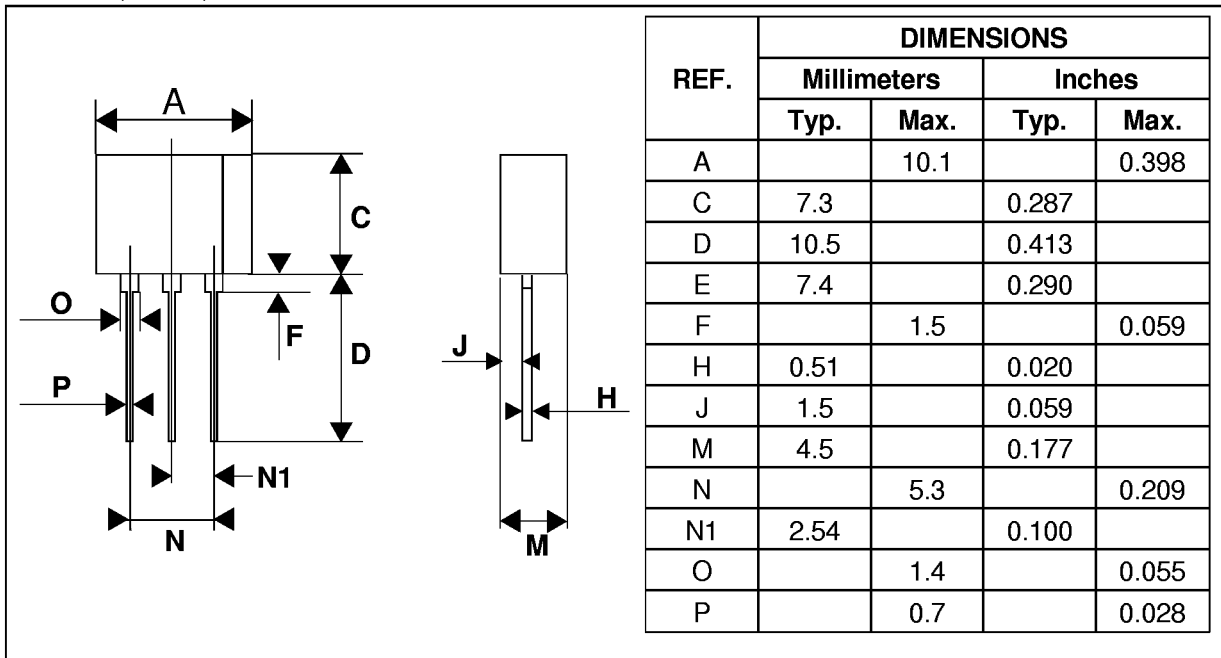 A
C
O
F
D
P
N1
N
J
H
M
REF. DIMENSIONS
Millimeters Inches
Typ. Max. Typ. Max.
A 10.1 0.398
C 7.3 0.287
D 10.5 0.413
E 7.4 0.290
F 1.5 0.059
H 0.51 0.020
J 1.5 0.059
M 4.5 0.177
N 5.3 0.209
N1 2.54 0.100
O 1.4 0.055
P 0.7 0.028